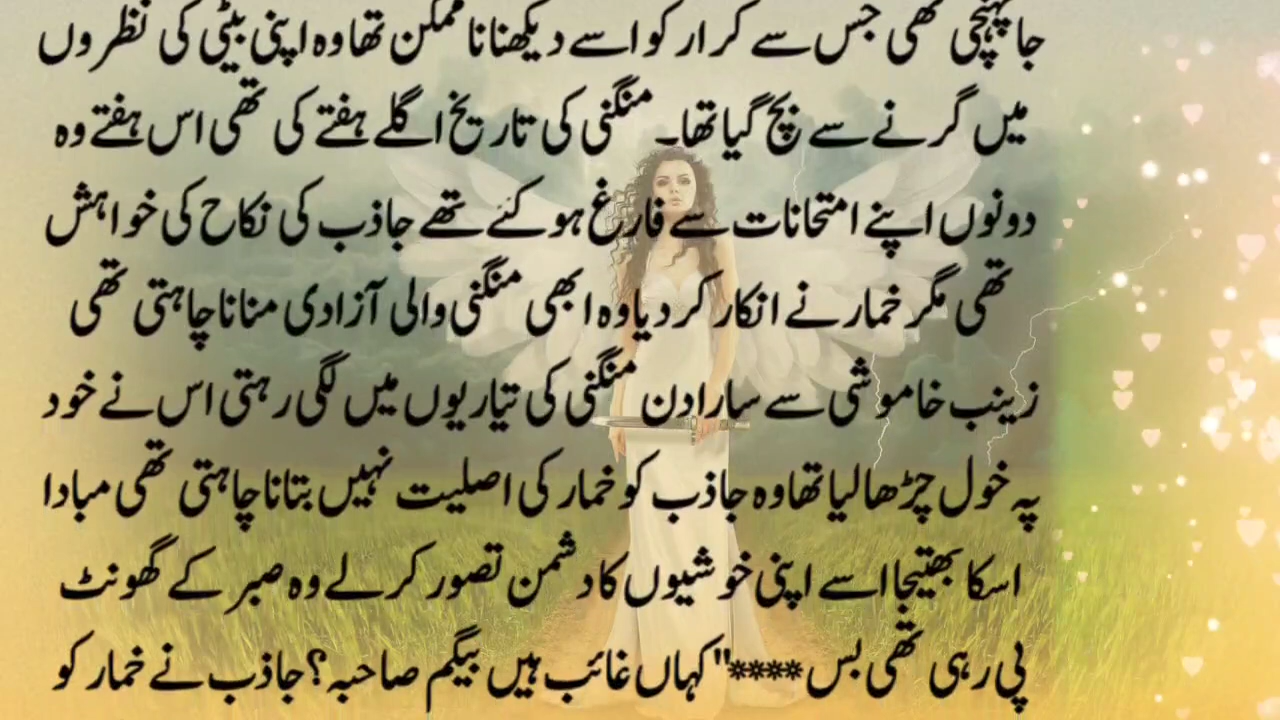 جا پہنچی تھی جس سے کرار کو اسے دیکھنا ناممکن تھا وہ اپنی بیٹی کی نظروں
میں گرنے سے بچ گیا تھا۔ منگنی کی تاریخ اگلے ہفتے کی تھی اس ہفتے وہ
دونوں اپنے امتحانات سے فارغ ہو گئے تھے جاذب کی نکاح کی خواہش
تھی مگر خمار نے انکار کر دیا وہ ابھی منگنی والی آزادی منانا چاہتی تھی
زینب خاموشی سے سارا دن منگنی کی تیاریوں میں لگی رہتی اس نے خود
پہ خول چڑھا لیا تھا وہ جاذب کو خمار کی اصلیت نہیں بتانا چاہتی تھی مبادا
اسکا بھتیجا اسے اپنی خوشیوں کا دشمن تصور کر لے وہ صبر کے گھونٹ
پی رہی تھی بس ****"کہاں غائب ہیں بیگم صاحبہ؟ جاذب نے خمار کو